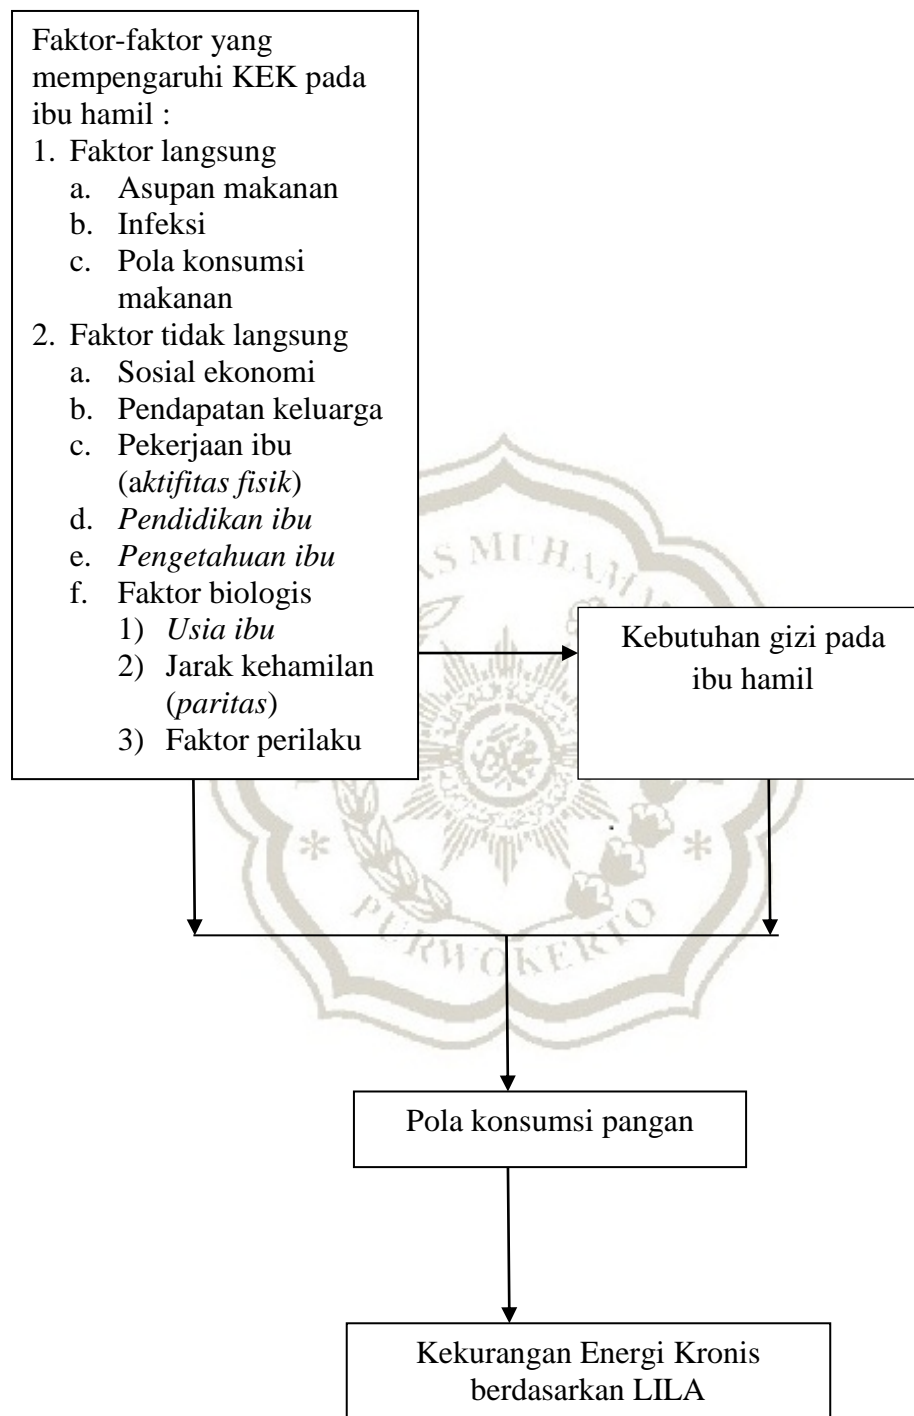 Faktor-faktor yang
mempengaruhi KEK pada
ibu hamil :
1. Faktor langsung
a. Asupan makanan
b. Infeksi
c. Pola konsumsi
makanan
2. Faktor tidak langsung
a. Sosial ekonomi
b. Pendapatan keluarga
c. Pekerjaan ibu
(aktifitas fisik)
d. Pendidikan ibu
e. Pengetahuan ibu
f. Faktor biologis
1) Usia ibu
2) Jarak kehamilan
(paritas)
3) Faktor perilaku
Kebutuhan gizi pada
ibu hamil
PURWOKERTO
Pola konsumsi pangan
Kekurangan Energi Kronis
berdasarkan LILA